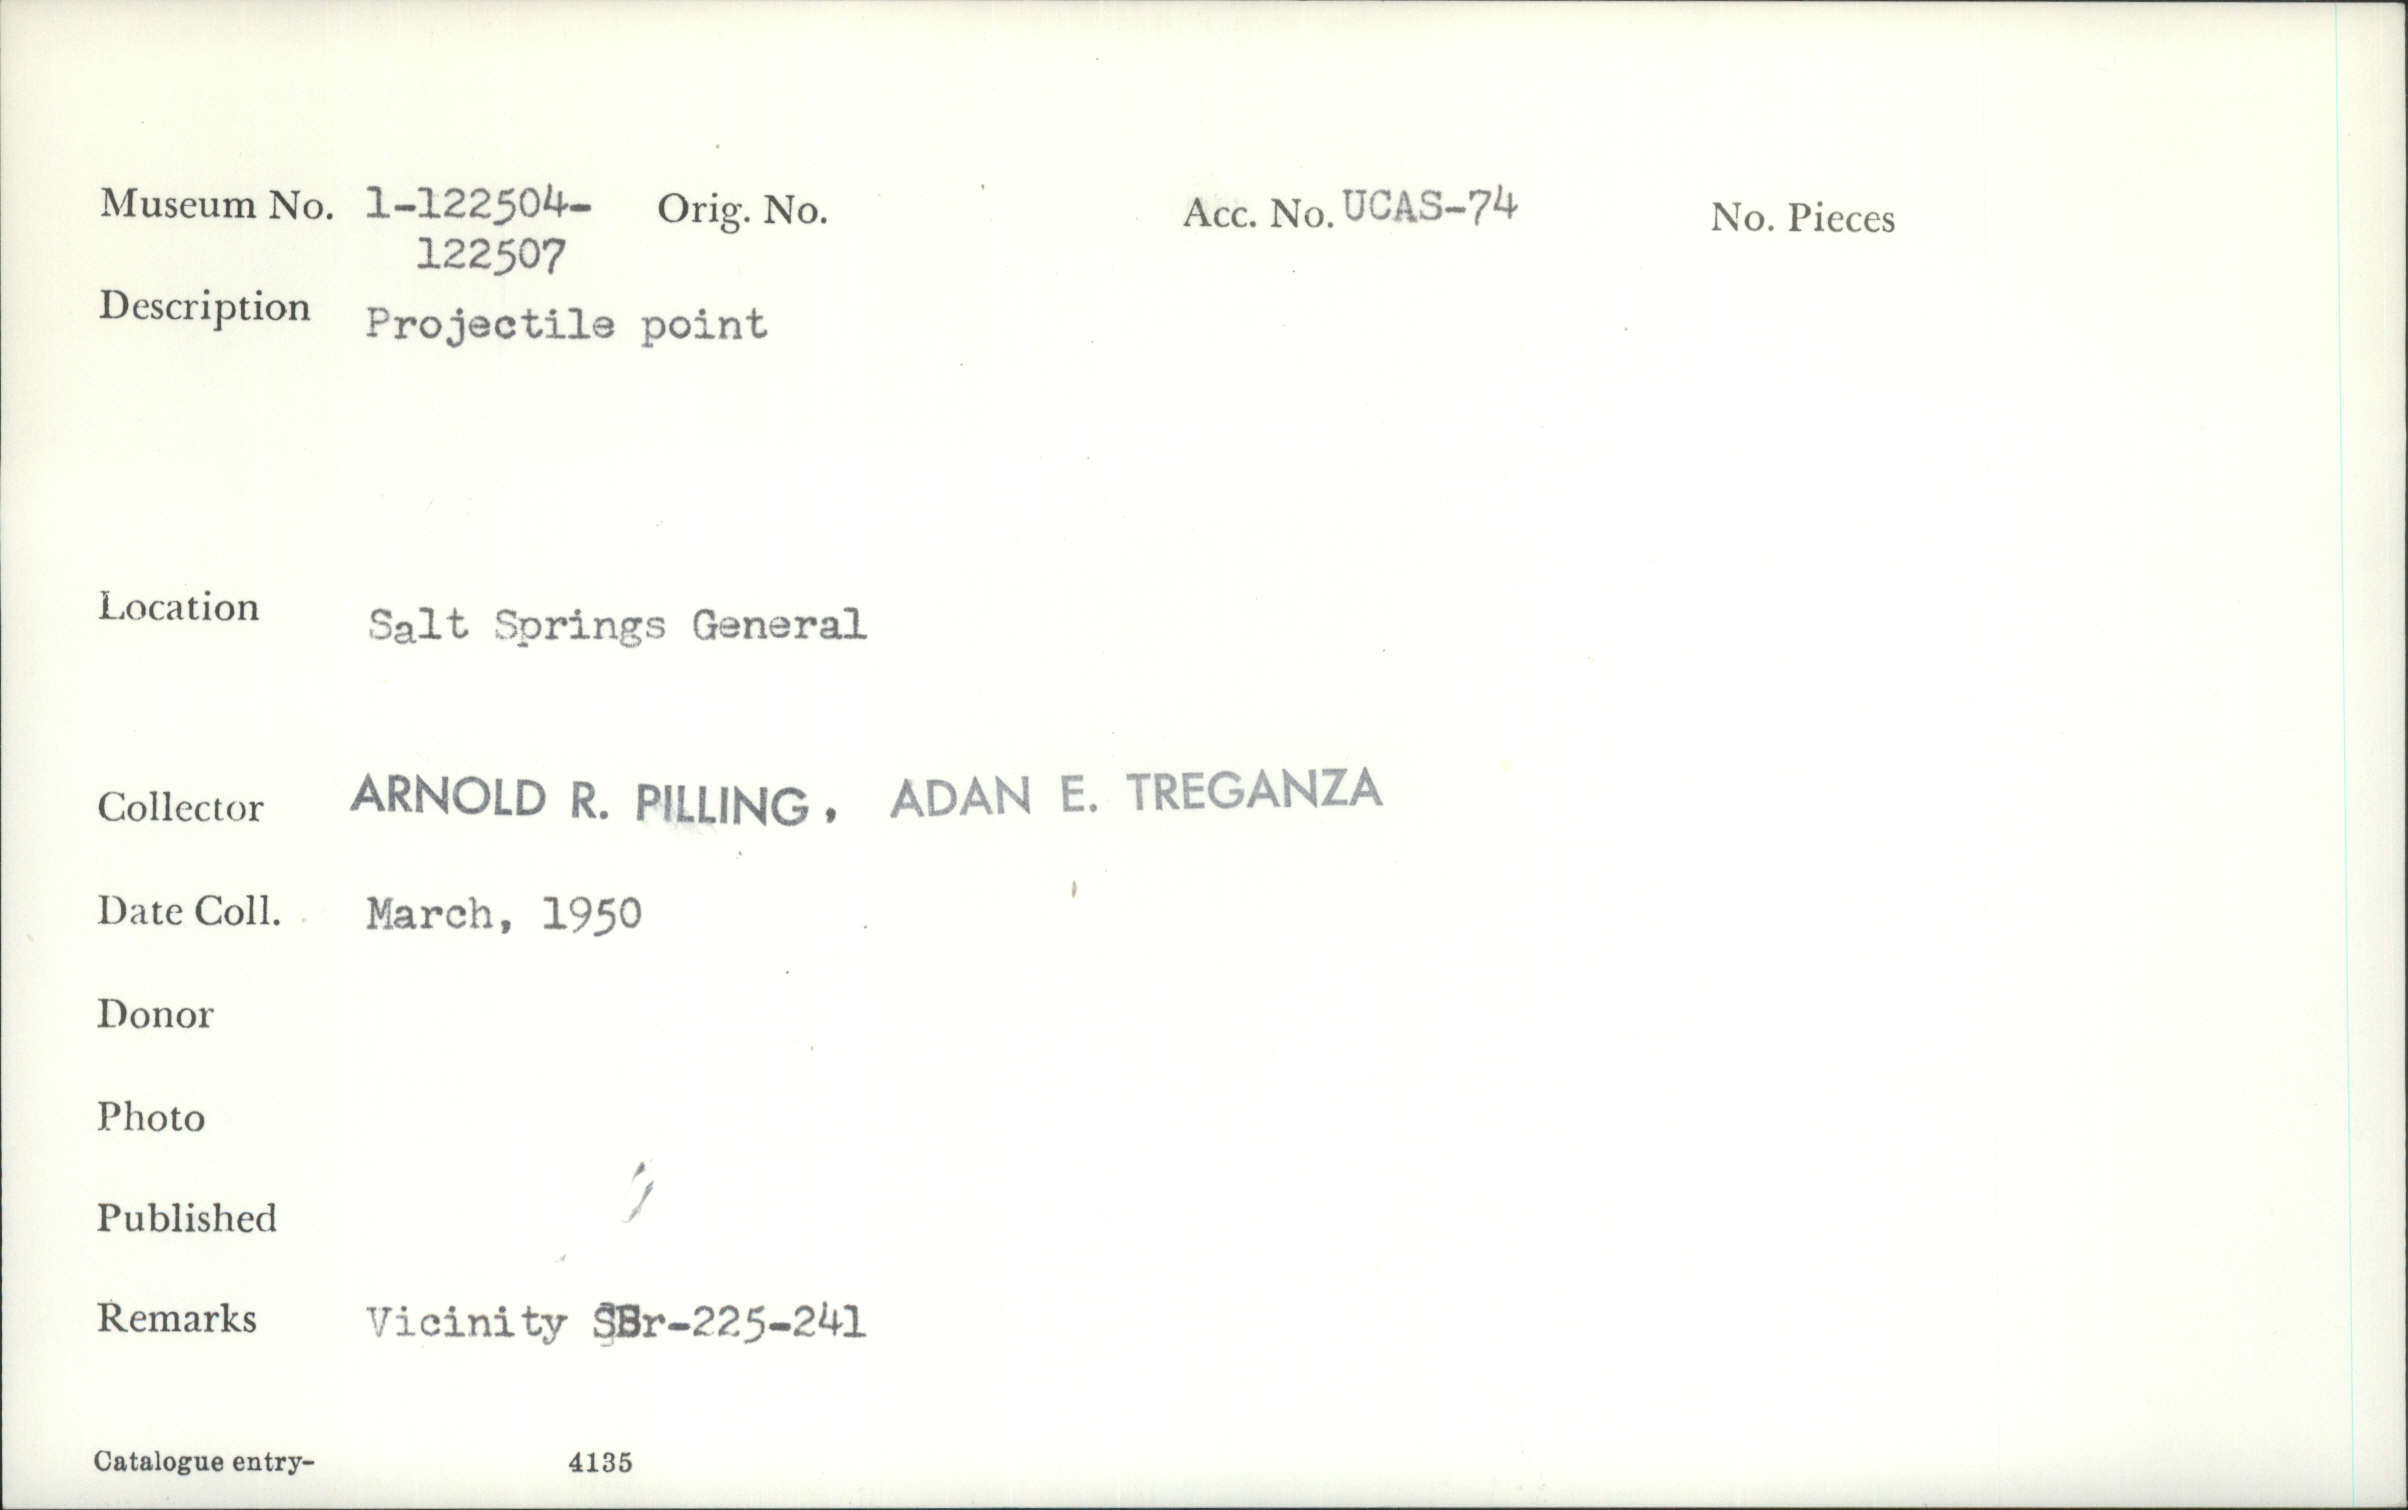 Museum No. 1-122504- Orig. No. Acc. No. UCAS-74 No. Pieces
122507
Description Projectile point
Location Salt Springs General
Collector ARNOLD R. PILLING, ADAN E. TREGANZA
Date Coll. March, 1950
Donor
Photo
Published
Remarks Vicinity SBr-225-241
Catalogue entry- 4135